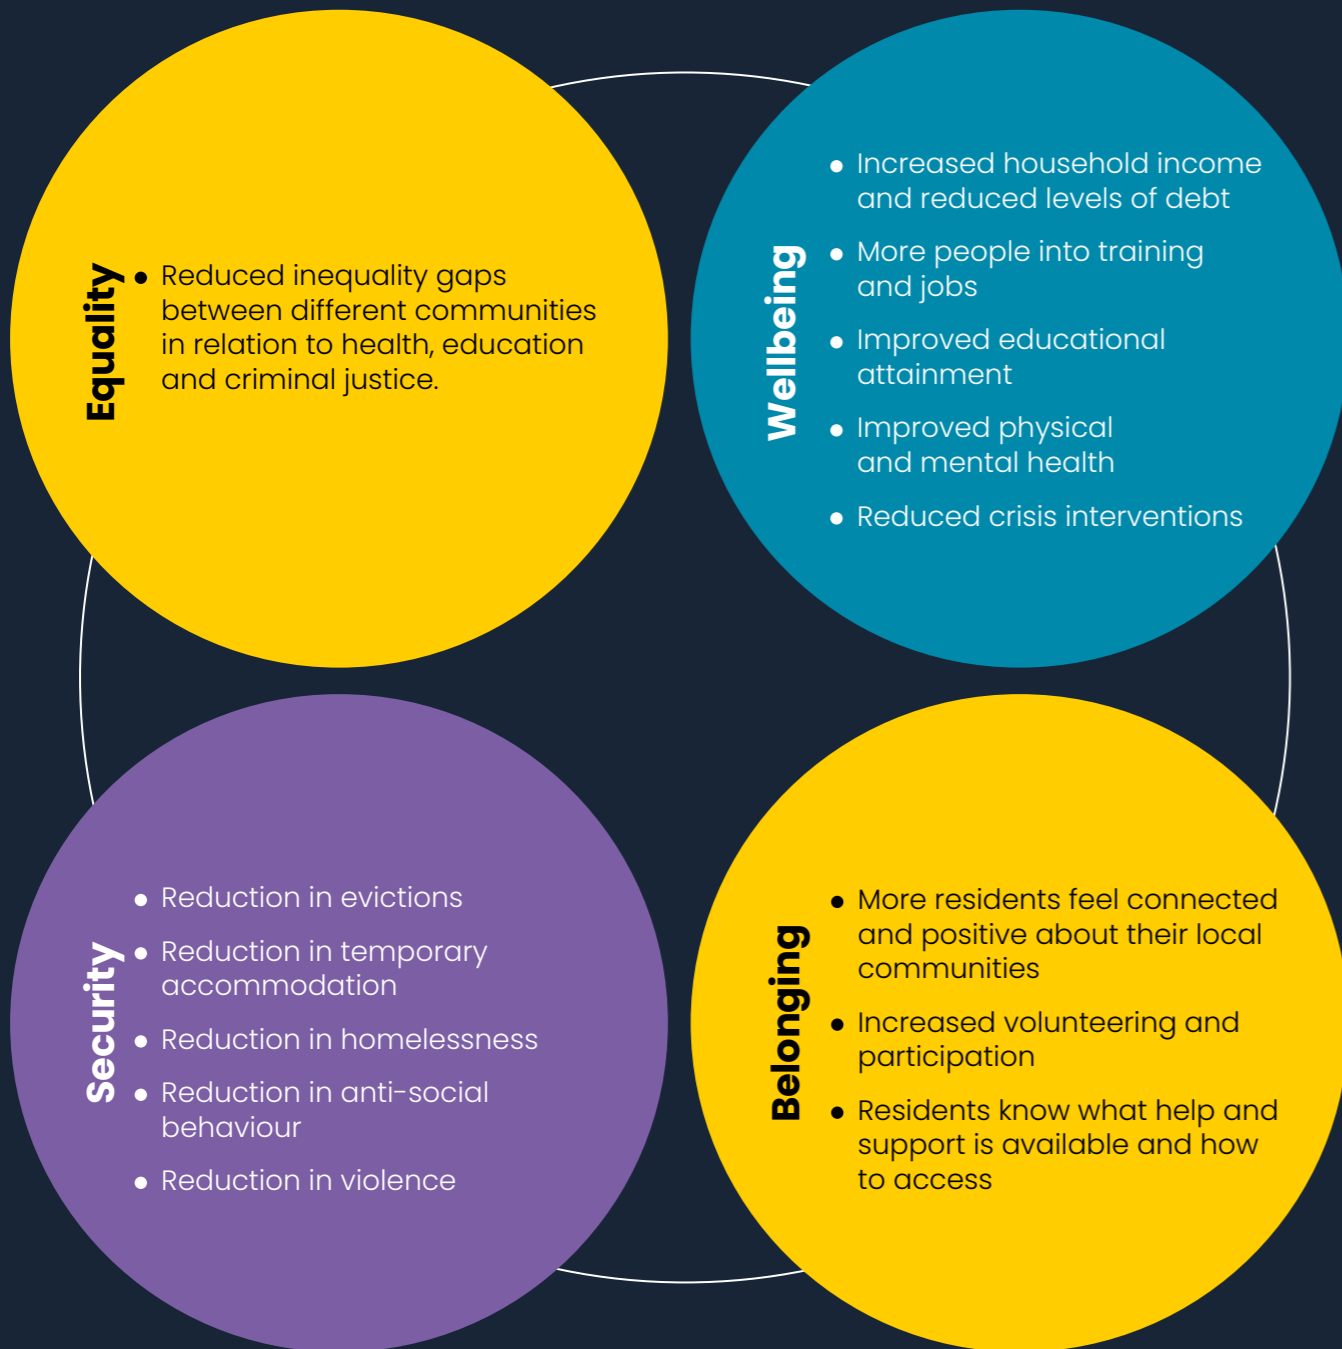 Equality
● Reduced inequality gaps
between different communities
in relation to health, education
and criminal justice.
Wellbeing
● Increased household income
and reduced levels of debt
● More people into training
and jobs
● Improved educational
attainment
● Improved physical
and mental health
● Reduced crisis interventions
Security
● Reduction in evictions
● Reduction in temporary
accommodation
● Reduction in homelessness
● Reduction in anti-social
behaviour
● Reduction in violence
Belonging
● More residents feel connected
and positive about their local
communities
● Increased volunteering and
participation
● Residents know what help and
support is available and how
to access